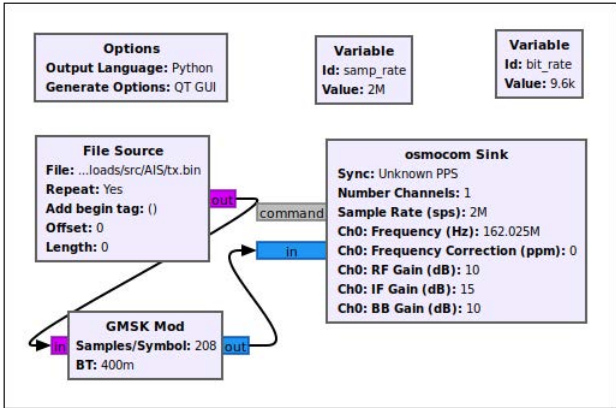 Options
Output Language: Python
Generate Options: QT GUI
Variable
Id: samp_rate
Value: 2M
Variable
Id: bit_rate
Value: 9.6k
File Source
File: ...loads/src/AIS/tx.bin
Repeat: Yes
Add begin tag: ()
Offset: 0
Length: 0
out
command
in
osmocom Sink
Sync: Unknown PPS
Number Channels: 1
Sample Rate (sps): 2M
Ch0: Frequency (Hz): 162.025M
Ch0: Frequency Correction (ppm): 0
Ch0: RF Gain (dB): 10
Ch0: IF Gain (dB): 15
Ch0: BB Gain (dB): 10
in
GMSK Mod
Samples/Symbol: 208
BT: 400m
out